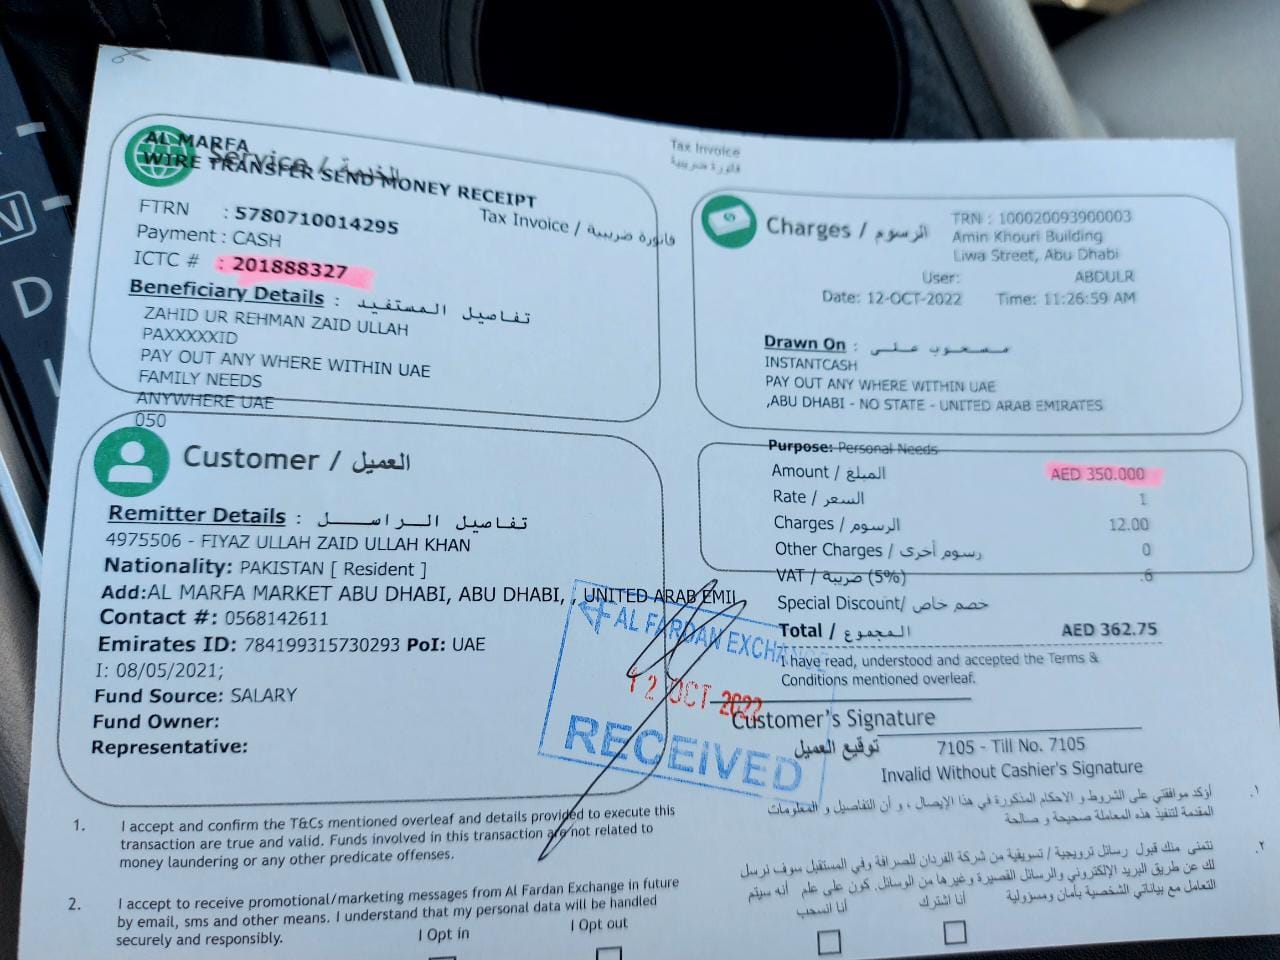 AL MARFA
Service / الخدمة
WIRE TRANSFER SEND MONEY RECEIPT
FTRN : 5780710014295
Tax Invoice / فاتورة ضريبية
Payment : CASH
ICTC # : 201888327
Beneficiary Details : تفاصيل المستفيد
ZAHID UR REHMAN ZAID ULLAH
PAXXXXXID
PAY OUT ANY WHERE WITHIN UAE
FAMILY NEEDS
ANYWHERE UAE
050
Tax Invoice
فاتورة ضريبية
Charges / الرسوم
TRN : 100020093900003
Amin Khouri Building
Liwa Street, Abu Dhabi
User: ABDULR
Date: 12-OCT-2022 Time: 11:26:59 AM
Drawn On : مسحوب على
INSTANTCASH
PAY OUT ANY WHERE WITHIN UAE
,ABU DHABI - NO STATE - UNITED ARAB EMIRATES
Customer / العميل
Remitter Details : تفاصيل الراسل
4975506 - FIYAZ ULLAH ZAID ULLAH KHAN
Nationality: PAKISTAN [ Resident ]
Add:AL MARFA MARKET ABU DHABI, ABU DHABI, , UNITED ARAB EMIL
Contact #: 0568142611
Emirates ID: 784199315730293 PoI: UAE
I: 08/05/2021;
Fund Source: SALARY
Fund Owner:
Representative:
Purpose: Personal Needs
Amount / المبلغ AED 350.000
Rate / السعر 1
Charges / الرسوم 12.00
Other Charges / رسوم أخرى 0
VAT / ضريبة (5%) .6
Special Discount/ خصم خاص
Total / المجموع AED 362.75
I have read, understood and accepted the Terms &
Conditions mentioned overleaf.
Customer's Signature
توقيع العميل
7105 - Till No. 7105
Invalid Without Cashier's Signature
AL FARDAN EXCHANGE
12 OCT 2022
RECEIVED
1. I accept and confirm the T&Cs mentioned overleaf and details provided to execute this
transaction are true and valid. Funds involved in this transaction are not related to
money laundering or any other predicate offenses.
2. I accept to receive promotional/marketing messages from Al Fardan Exchange in future
by email, sms and other means. I understand that my personal data will be handled
securely and responsibly.
I Opt in I Opt out
١. أؤكد موافقتي على الشروط و الاحكام المذكورة في هذا الإيصال ، و أن التفاصيل و المعلومات
المقدمة لتنفيذ هذه المعاملة صحيحة و صالحة
٢. نتمنى منك قبول رسائل ترويجية / تسويقية من شركة الفردان للصرافة وفي المستقبل سوف نرسل
لك عن طريق البريد الإلكتروني والرسائل القصيرة وغيرها من الوسائل. كون على علم أنه سيتم
التعامل مع بياناتي الشخصية بأمان ومسؤولية
أنا اشترك أنا انسحب